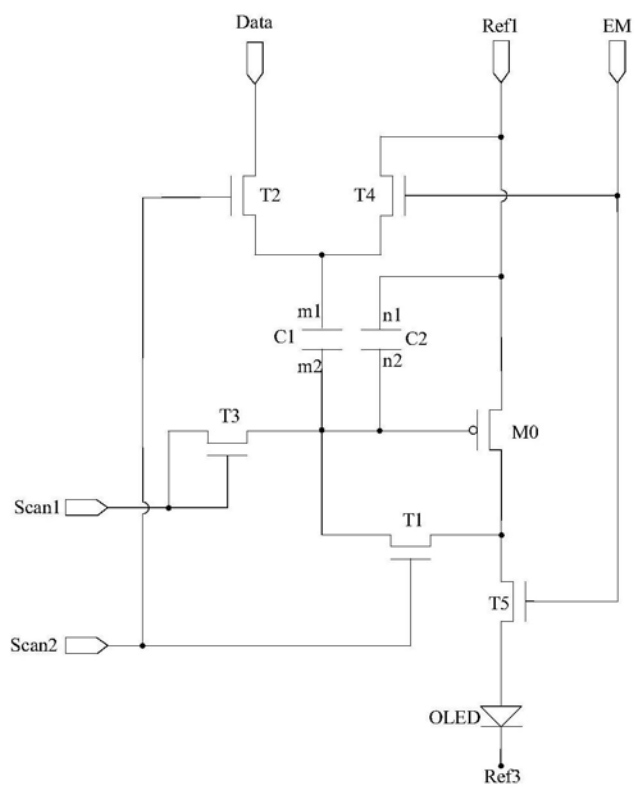 Data
Ref1
EM
T2
T4
m1
n1
C1
C2
m2
n2
T3
M0
Scan1
T1
T5
Scan2
OLED
Ref3